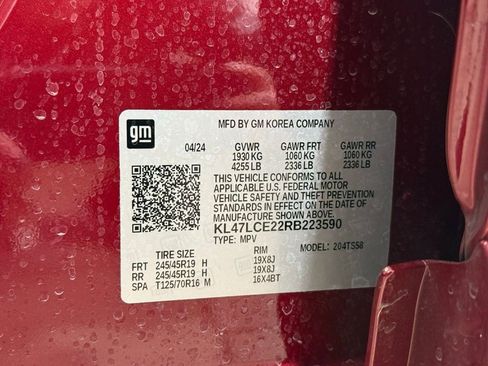 gm
MFD BY GM KOREA COMPANY
04/24 GVWR GAWR FRT GAWR RR
1930 KG 1060 KG 1060 KG
4255 LB 2336 LB 2336 LB
THIS VEHICLE CONFORMS TO ALL
APPLICABLE U.S. FEDERAL MOTOR
VEHICLE SAFETY AND THEFT PREVENTION
STANDARDS IN EFFECT ON THE DATE OF
MANUFACTURE SHOWN ABOVE.
KL47LCE22RB223590
TYPE: MPV MODEL: 204TS58
TIRE SIZE RIM
FRT 245/45R19 H 19X8J
RR 245/45R19 H 19X8J
SPA T125/70R16 M 16X4BT